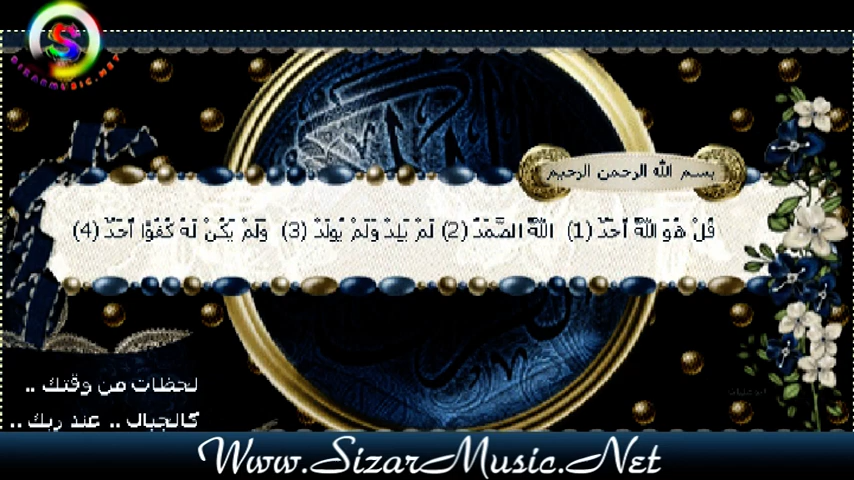 SIZARMUSIC.NET
بسم الله الرحمن الرحيم
قُلْ هُوَ اللَّهُ أَحَدٌ (1) اللَّهُ الصَّمَدُ (2) لَمْ يَلِدْ وَلَمْ يُولَدْ (3) وَلَمْ يَكُنْ لَهُ كُفُوًا أَحَدٌ (4)
لحظات من وقتك ..
كالجبال .. عند ربك ..
Www.SizarMusic.Net